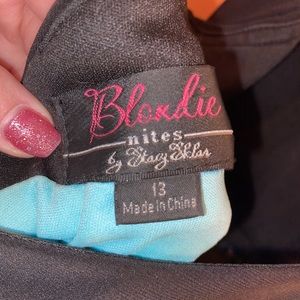 Blondie
nites
by Stacy Sklar
13
Made in China